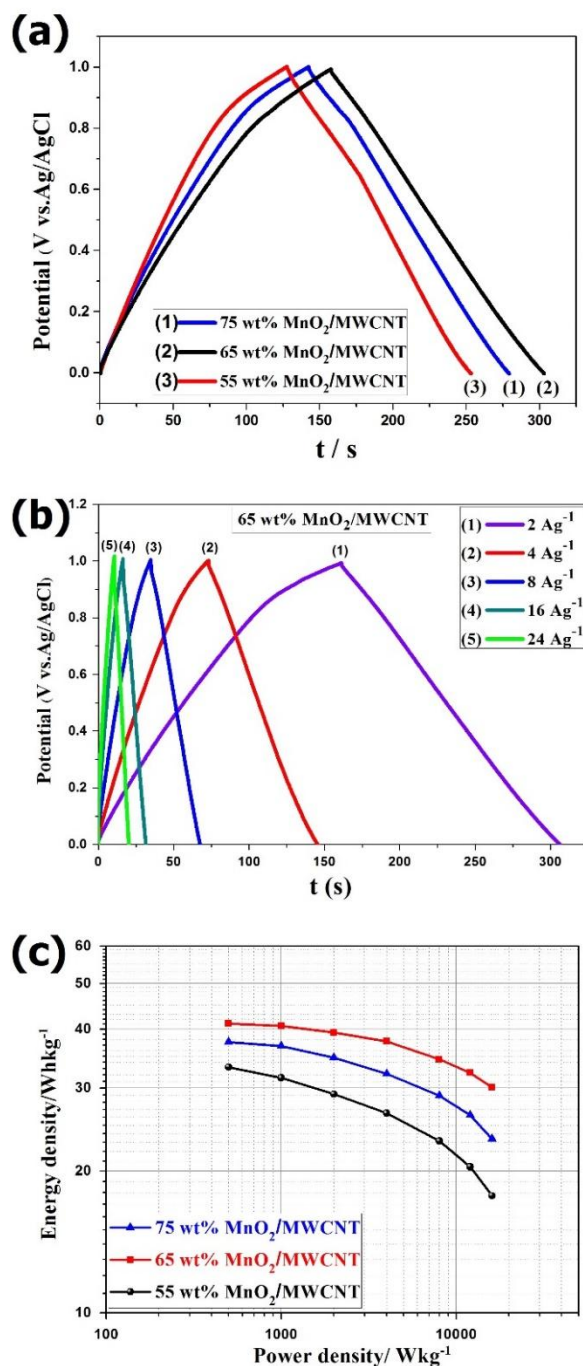 (a)
1.0
0.8
0.6
0.4
0.2
0.0
Potential (V vs.Ag/AgCl
(1) 75 wt% MnO₂/MWCNT
(2) 65 wt% MnO₂/MWCNT
(3) 55 wt% MnO₂/MWCNT
(3) (1) (2)
0 50 100 150 200 250 300
t / s
(b)
1.2
1.0
0.8
0.6
0.4
0.2
0.0
Potential (V vs.Ag/AgCl)
65 wt% MnO₂/MWCNT
(5) (4) (3) (2) (1)
(1) 2 Ag⁻¹
(2) 4 Ag⁻¹
(3) 8 Ag⁻¹
(4) 16 Ag⁻¹
(5) 24 Ag⁻¹
0 50 100 150 200 250 300
t (s)
(c)
60
50
40
30
20
10
Energy density/Whkg⁻¹
75 wt% MnO₂/MWCNT
65 wt% MnO₂/MWCNT
55 wt% MnO₂/MWCNT
100 1000 10000
Power density/ Wkg⁻¹